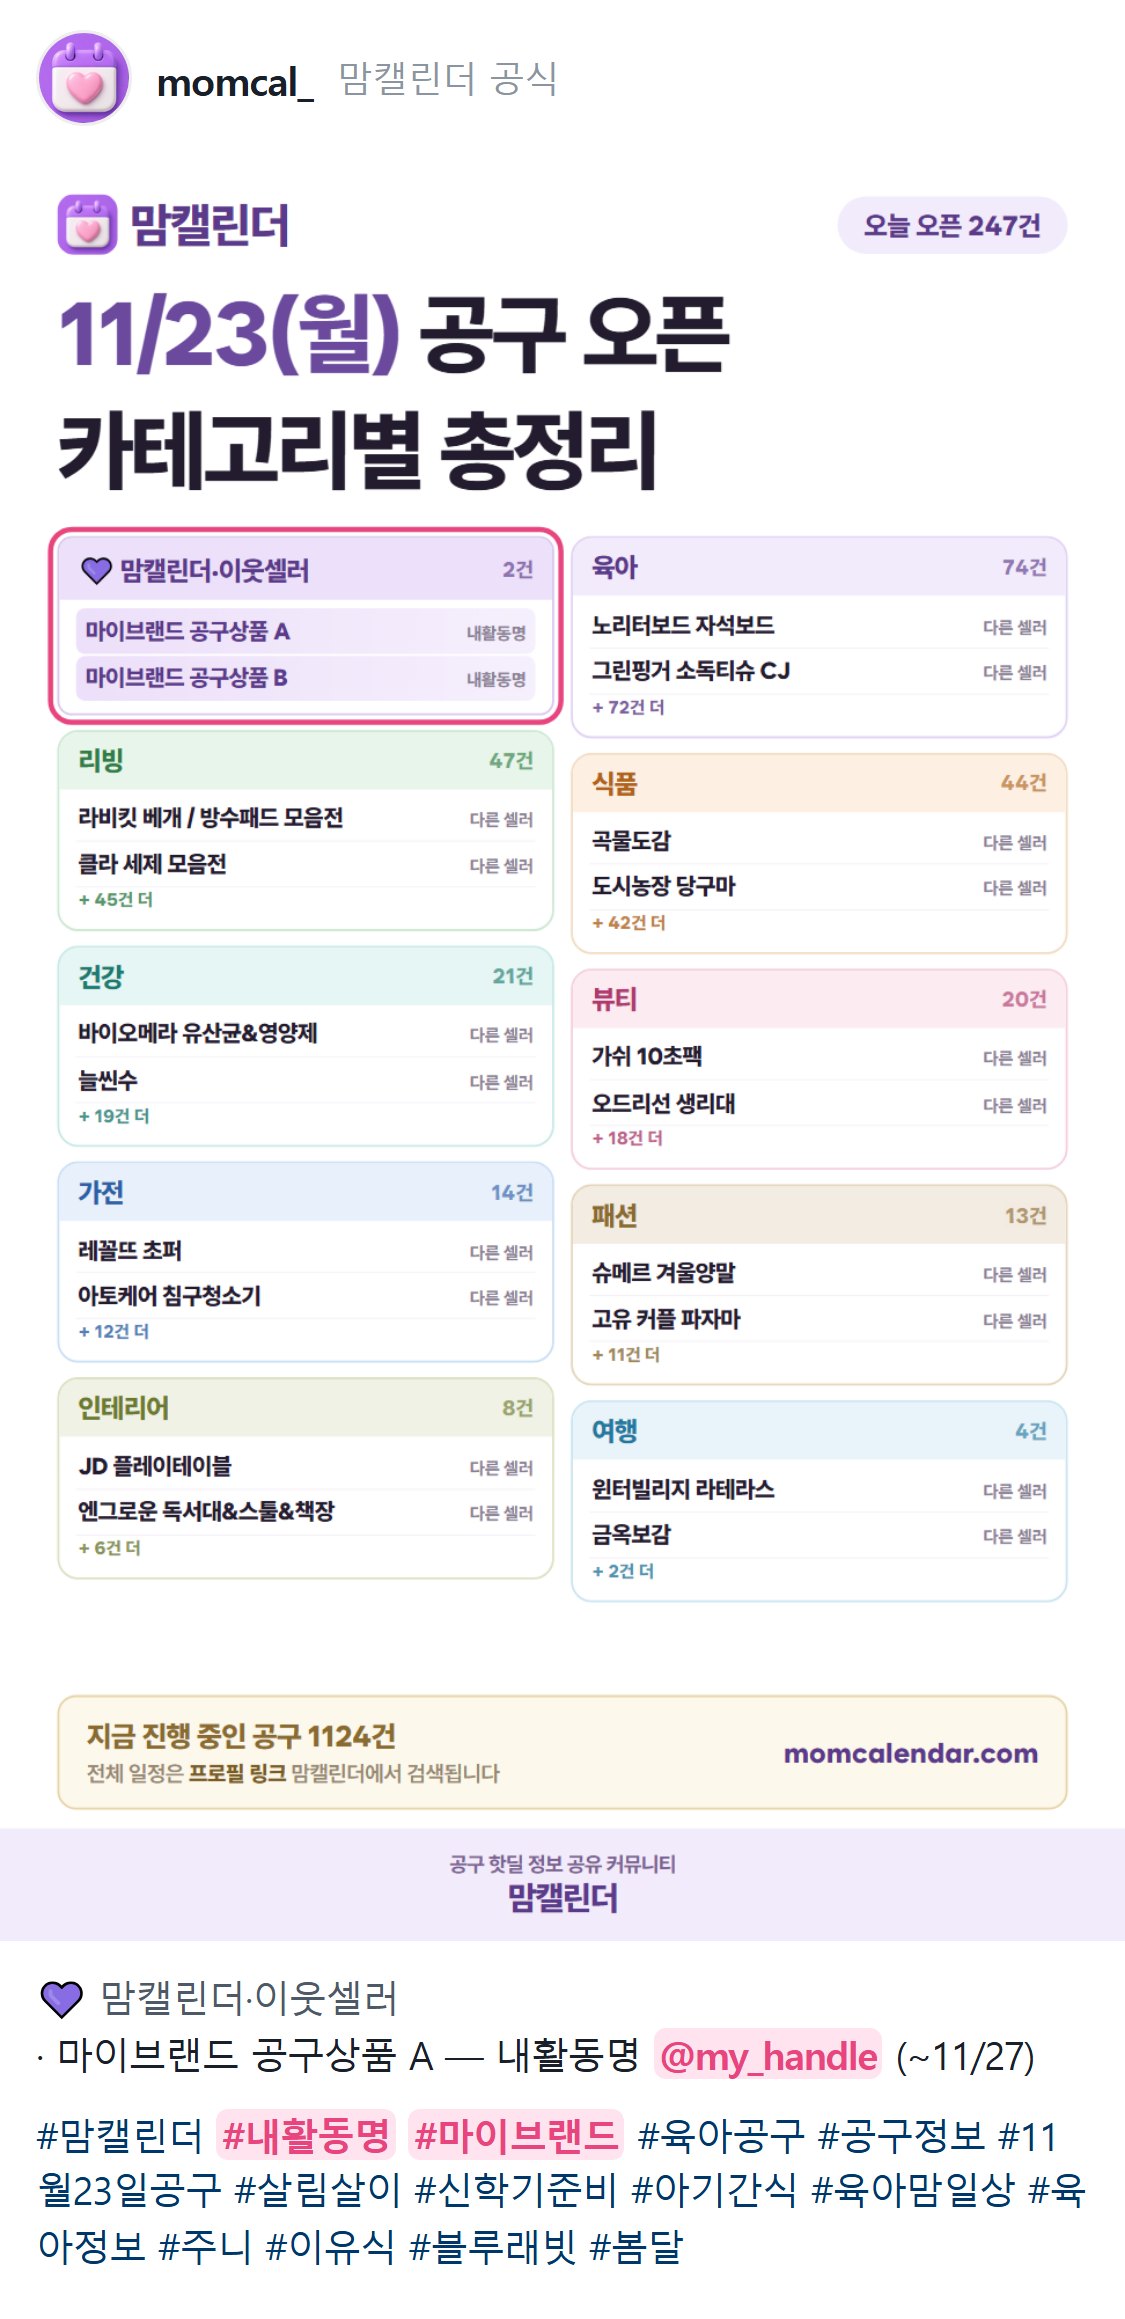 momcal_ 맘캘린더 공식
맘캘린더
오늘 오픈 247건
11/23(월) 공구 오픈
카테고리별 총정리
💜 맘캘린더·이웃셀러 2건
마이브랜드 공구상품 A 내활동명
마이브랜드 공구상품 B 내활동명
육아 74건
노리터보드 자석보드 다른 셀러
그린핑거 소독티슈 CJ 다른 셀러
+ 72건 더
리빙 47건
라비킷 베개 / 방수패드 모음전 다른 셀러
클라 세제 모음전 다른 셀러
+ 45건 더
식품 44건
곡물도감 다른 셀러
도시농장 당구마 다른 셀러
+ 42건 더
건강 21건
바이오메라 유산균&영양제 다른 셀러
늘씬수 다른 셀러
+ 19건 더
뷰티 20건
가쉬 10초팩 다른 셀러
오드리선 생리대 다른 셀러
+ 18건 더
가전 14건
레꼴뜨 초퍼 다른 셀러
아토케어 침구청소기 다른 셀러
+ 12건 더
패션 13건
슈메르 겨울양말 다른 셀러
고유 커플 파자마 다른 셀러
+ 11건 더
인테리어 8건
JD 플레이테이블 다른 셀러
엔그로운 독서대&스툴&책장 다른 셀러
+ 6건 더
여행 4건
윈터빌리지 라테라스 다른 셀러
금옥보감 다른 셀러
+ 2건 더
지금 진행 중인 공구 1124건
전체 일정은 프로필 링크 맘캘린더에서 검색됩니다
momcalendar.com
공구 핫딜 정보 공유 커뮤니티
맘캘린더
💜 맘캘린더·이웃셀러
· 마이브랜드 공구상품 A — 내활동명 @my_handle (~11/27)
#맘캘린더 #내활동명 #마이브랜드 #육아공구 #공구정보 #11
월23일공구 #살림살이 #신학기준비 #아기간식 #육아맘일상 #육
아정보 #주니 #이유식 #블루래빗 #봄달